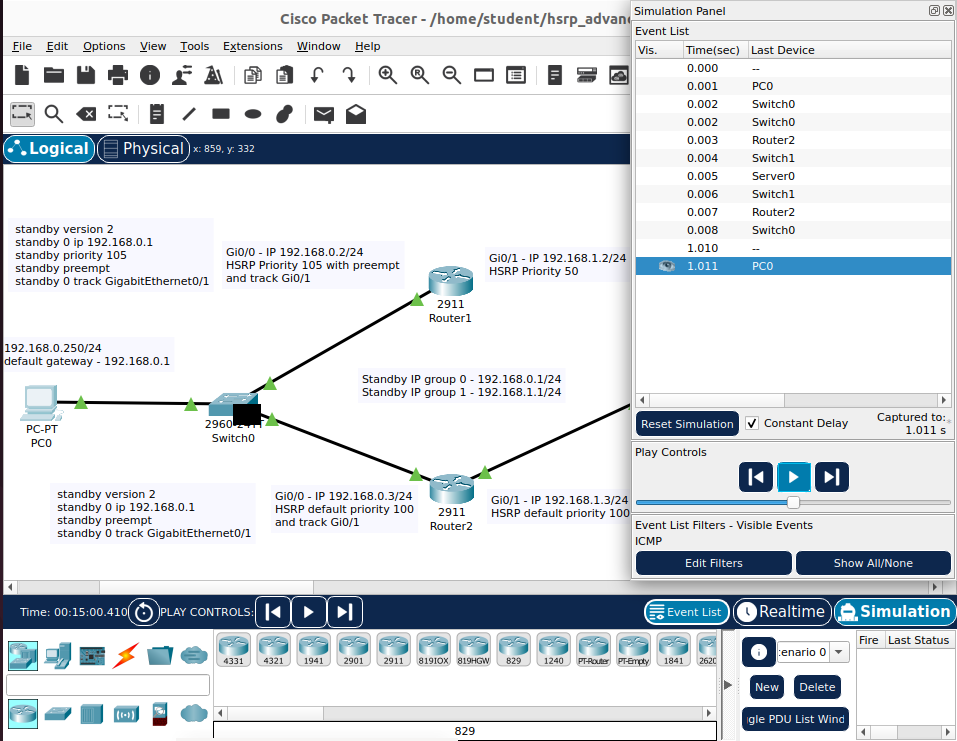 Cisco Packet Tracer - /home/student/hsrp_advan
File Edit Options View Tools Extensions Window Help
Logical Physical x: 859, y: 332
standby version 2
standby 0 ip 192.168.0.1
standby priority 105
standby preempt
standby 0 track GigabitEthernet0/1
Gi0/0 - IP 192.168.0.2/24
HSRP Priority 105 with preempt
and track Gi0/1
Gi0/1 - IP 192.168.1.2/24
HSRP Priority 50
2911
Router1
192.168.0.250/24
default gateway - 192.168.0.1
Standby IP group 0 - 192.168.0.1/24
Standby IP group 1 - 192.168.1.1/24
PC-PT
PC0
2960-24TT
Switch0
standby version 2
standby 0 ip 192.168.0.1
standby preempt
standby 0 track GigabitEthernet0/1
Gi0/0 - IP 192.168.0.3/24
HSRP default priority 100
and track Gi0/1
2911
Router2
Gi0/1 - IP 192.168.1.3/24
HSRP default priority 100
Simulation Panel
Event List
Vis. Time(sec) Last Device
0.000 --
0.001 PC0
0.002 Switch0
0.002 Switch0
0.003 Router2
0.004 Switch1
0.005 Server0
0.006 Switch1
0.007 Router2
0.008 Switch0
1.010 --
1.011 PC0
Reset Simulation Constant Delay Captured to:
1.011 s
Play Controls
Event List Filters - Visible Events
ICMP
Edit Filters Show All/None
Time: 00:15:00.410 PLAY CONTROLS: Event List Realtime Simulation
4331 4321 1941 2901 2911 819IOX 819HGW 829 1240 PT-Router PT-Empty 1841 2620
829
Fire Last Status
enario 0
New Delete
gle PDU List Wind